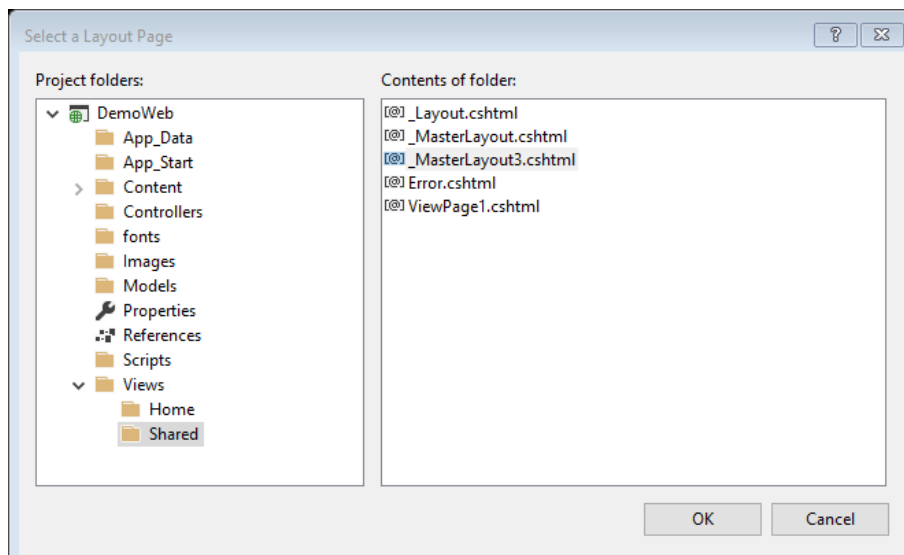 Select a Layout Page
Project folders:
DemoWeb
App_Data
App_Start
Content
Controllers
fonts
Images
Models
Properties
References
Scripts
Views
Home
Shared
Contents of folder:
[@] _Layout.cshtml
[@] _MasterLayout.cshtml
[@] _MasterLayout3.cshtml
[@] Error.cshtml
[@] ViewPage1.cshtml
OK
Cancel